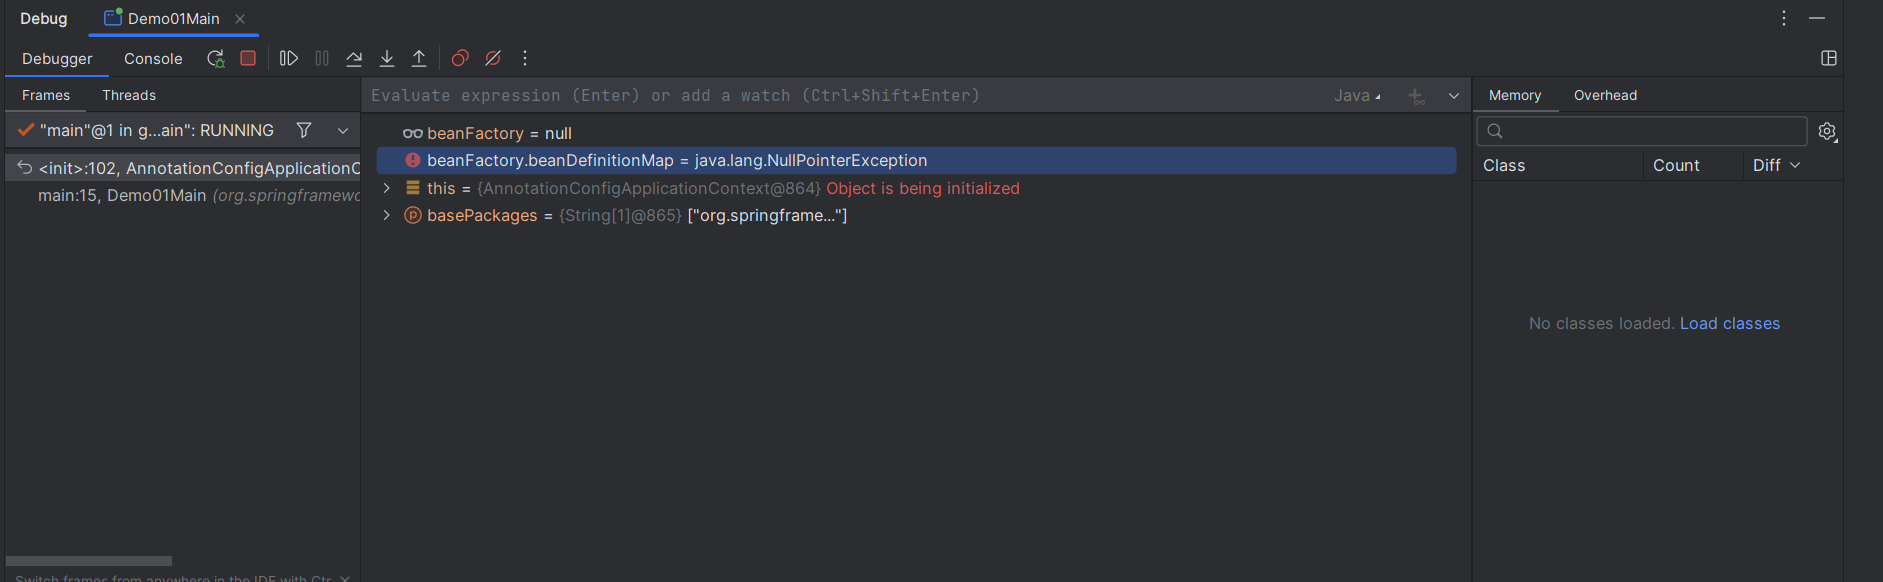 Debug Demo01Main
Debugger Console
Frames Threads
Evaluate expression (Enter) or add a watch (Ctrl+Shift+Enter) Java
Memory Overhead
"main"@1 in g...ain": RUNNING
<init>:102, AnnotationConfigApplicationC
main:15, Demo01Main (org.springframewo
beanFactory = null
beanFactory.beanDefinitionMap = java.lang.NullPointerException
this = {AnnotationConfigApplicationContext@864} Object is being initialized
basePackages = {String[1]@865} ["org.springframe..."]
Class Count Diff
No classes loaded. Load classes
Switch frames from anywhere in the IDE with Ctr